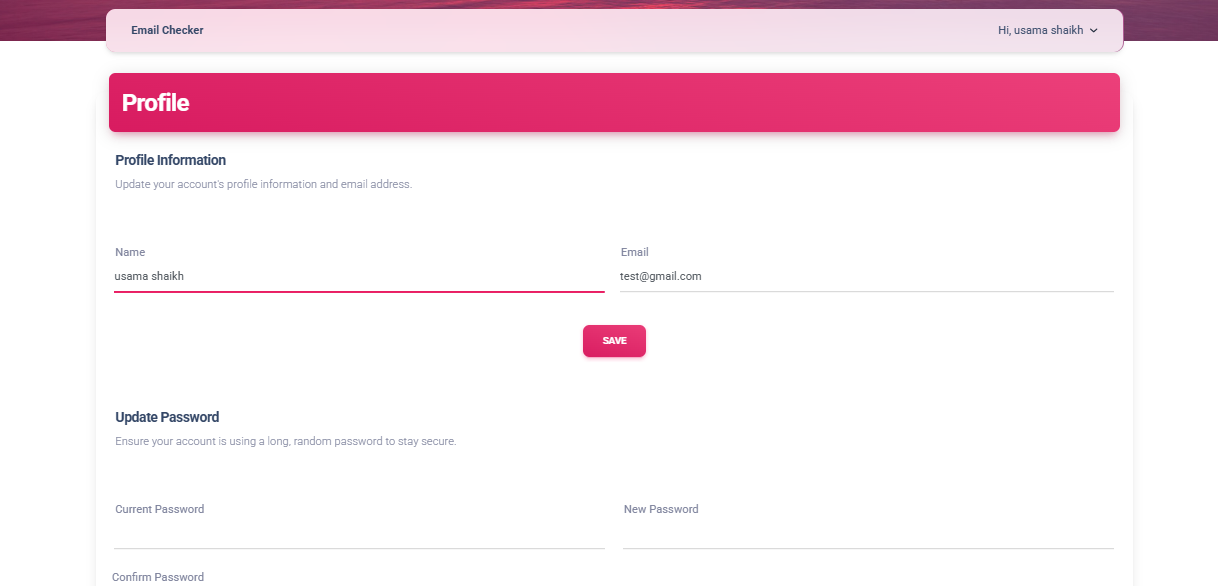 Email Checker
Hi, usama shaikh
Profile
Profile Information
Update your account's profile information and email address.
Name
Email
usama shaikh
test@gmail.com
SAVE
Update Password
Ensure your account is using a long, random password to stay secure.
Current Password
New Password
Confirm Password